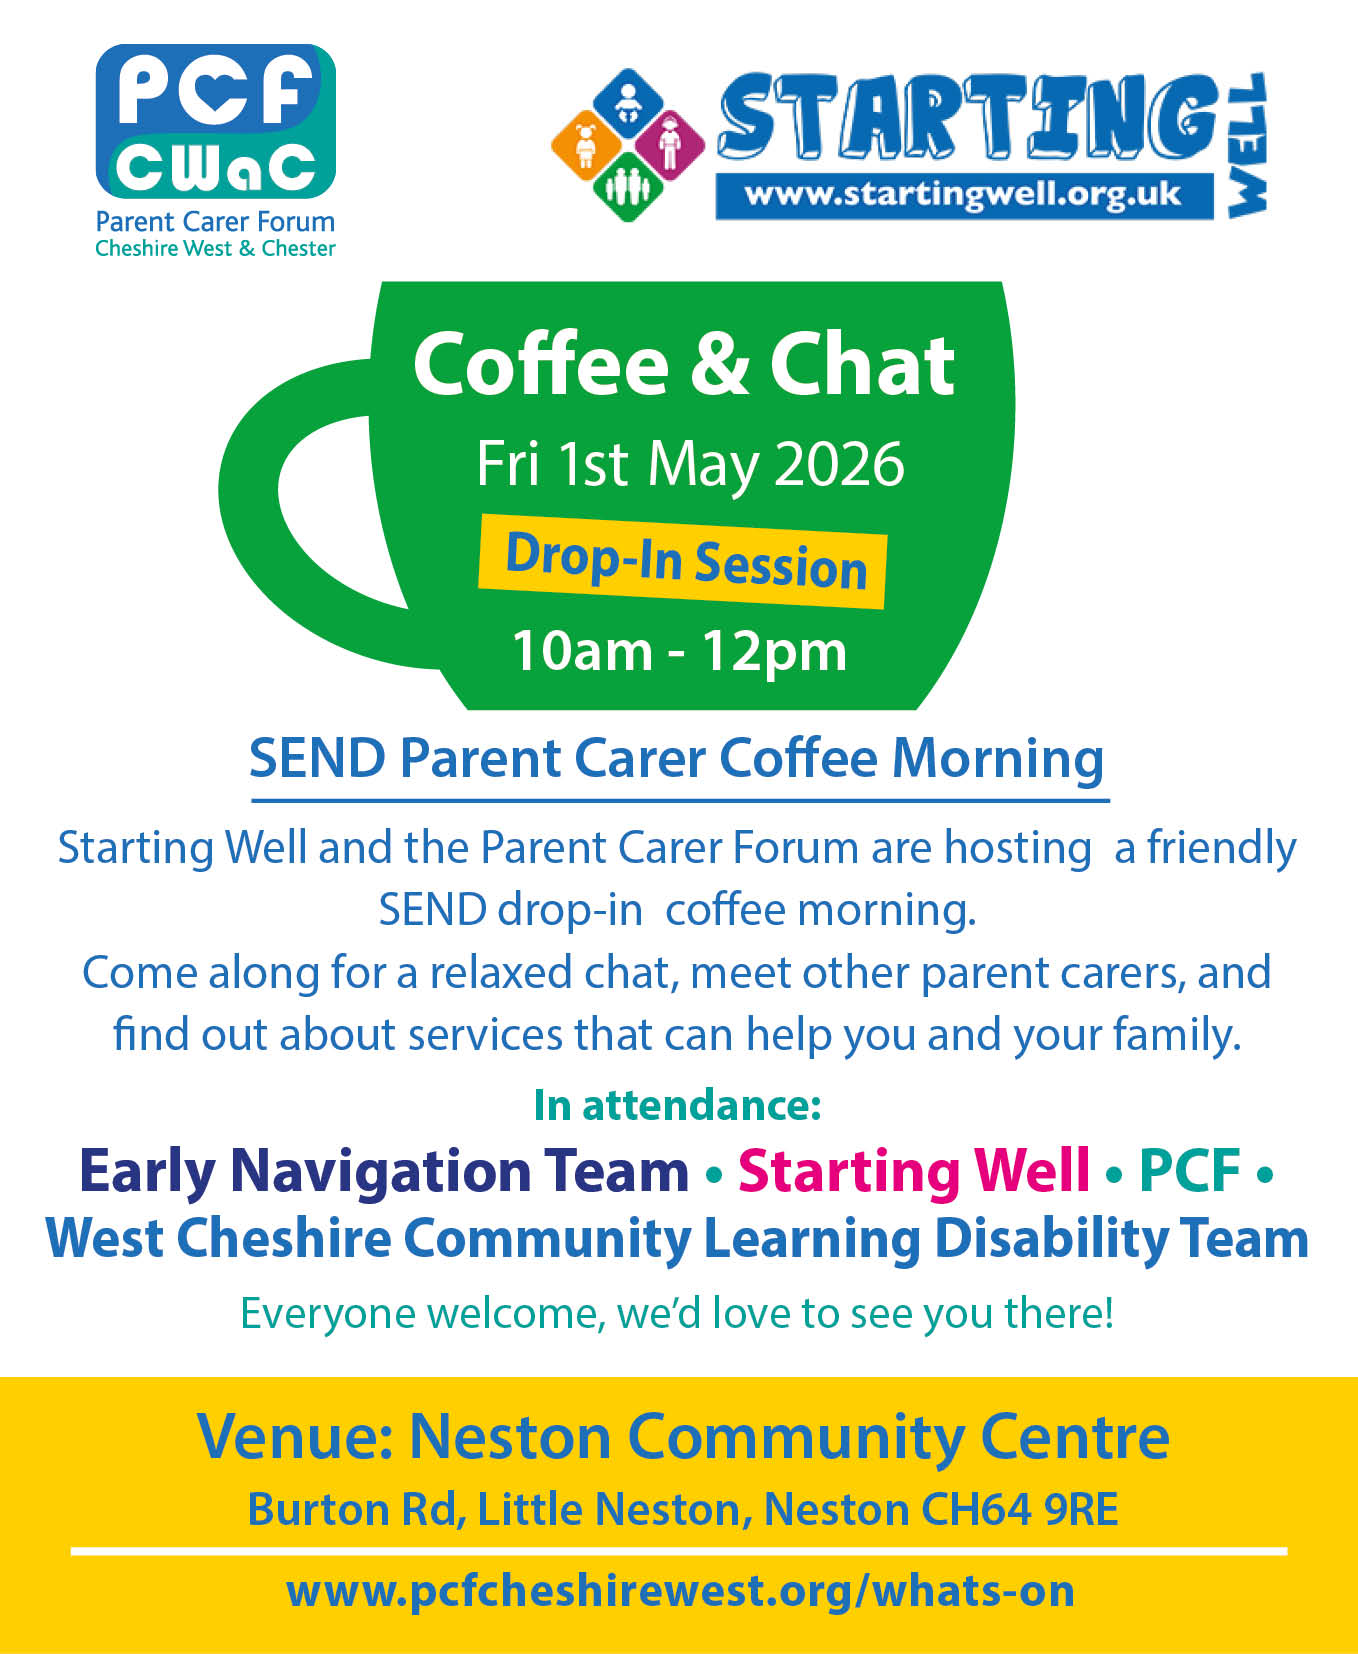 PCF
CWaC
Parent Carer Forum
Cheshire West & Chester
STARTING
WELL
www.startingwell.org.uk
Coffee & Chat
Fri 1st May 2026
Drop-In Session
10am - 12pm
SEND Parent Carer Coffee Morning
Starting Well and the Parent Carer Forum are hosting a friendly
SEND drop-in coffee morning.
Come along for a relaxed chat, meet other parent carers, and
find out about services that can help you and your family.
In attendance:
Early Navigation Team • Starting Well • PCF •
West Cheshire Community Learning Disability Team
Everyone welcome, we’d love to see you there!
Venue: Neston Community Centre
Burton Rd, Little Neston, Neston CH64 9RE
www.pcfcheshirewest.org/whats-on